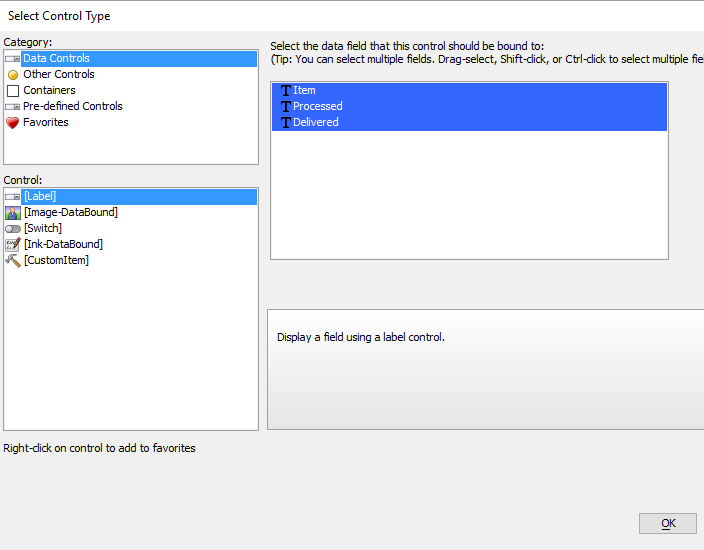 Select Control Type
Category:
Data Controls
Other Controls
Containers
Pre-defined Controls
Favorites
Select the data field that this control should be bound to:
(Tip: You can select multiple fields. Drag-select, Shift-click, or Ctrl-click to select multiple fiel
Item
Processed
Delivered
Control:
[Label]
[Image-DataBound]
[Switch]
[Ink-DataBound]
[CustomItem]
Display a field using a label control.
Right-click on control to add to favorites
OK